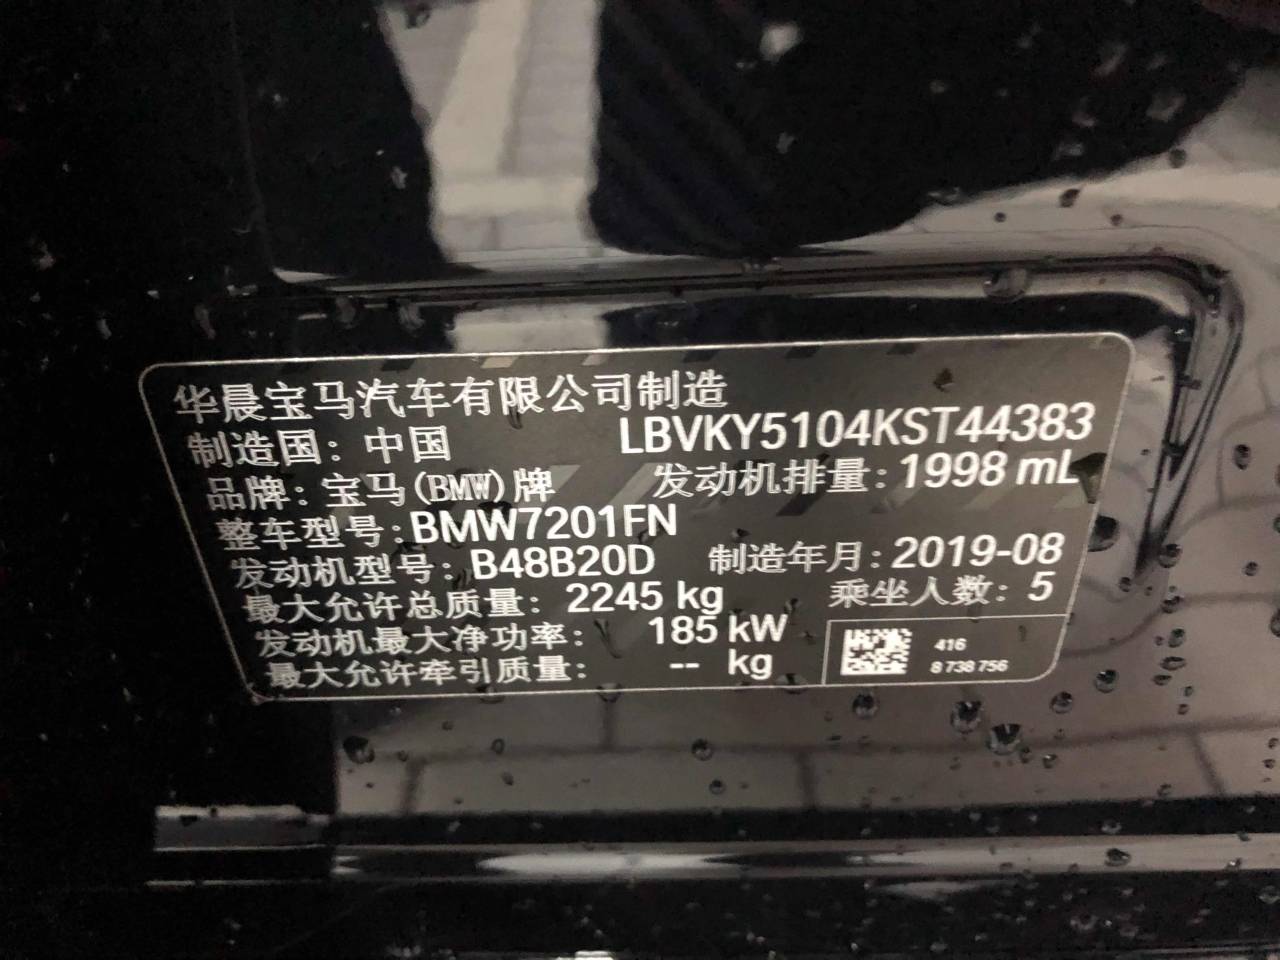 华晨宝马汽车有限公司制造
制造国：中国 LBVKY5104KST44383
品牌：宝马(BMW)牌 发动机排量：1998 mL
整车型号：BMW7201FN
发动机型号：B48B20D 制造年月：2019-08
最大允许总质量：2245 kg 乘坐人数：5
发动机最大净功率：185 kW
最大允许牵引质量：-- kg
416
8 738 756